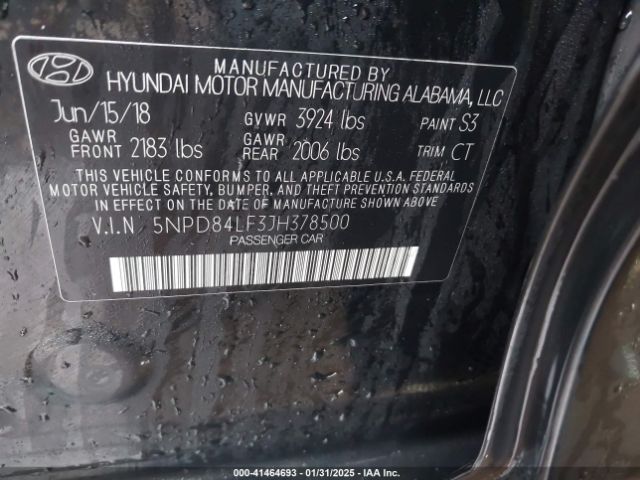 MANUFACTURED BY
HYUNDAI MOTOR MANUFACTURING ALABAMA, LLC
Jun/15/18 GVWR 3924 lbs PAINT S3
GAWR FRONT 2183 lbs GAWR REAR 2006 lbs TRIM CT
THIS VEHICLE CONFORMS TO ALL APPLICABLE U.S.A. FEDERAL
MOTOR VEHICLE SAFETY, BUMPER, AND THEFT PREVENTION STANDARDS
IN EFFECT ON THE DATE OF MANUFACTURE SHOWN ABOVE
V.I.N 5NPD84LF3JH378500
PASSENGER CAR
000-41464693 - 01/31/2025 - IAA Inc.